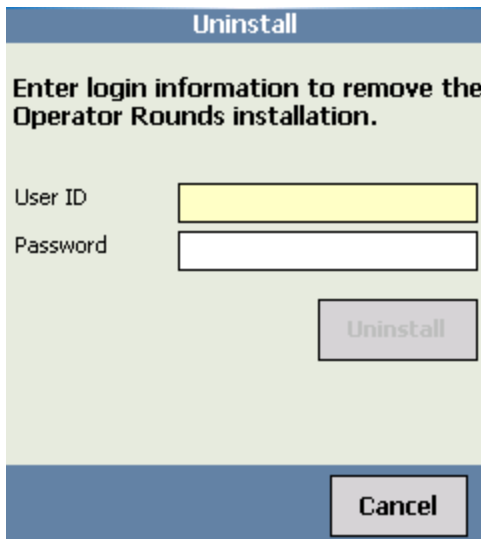 Uninstall
Enter login information to remove the
Operator Rounds installation.
User ID
Password
Uninstall
Cancel